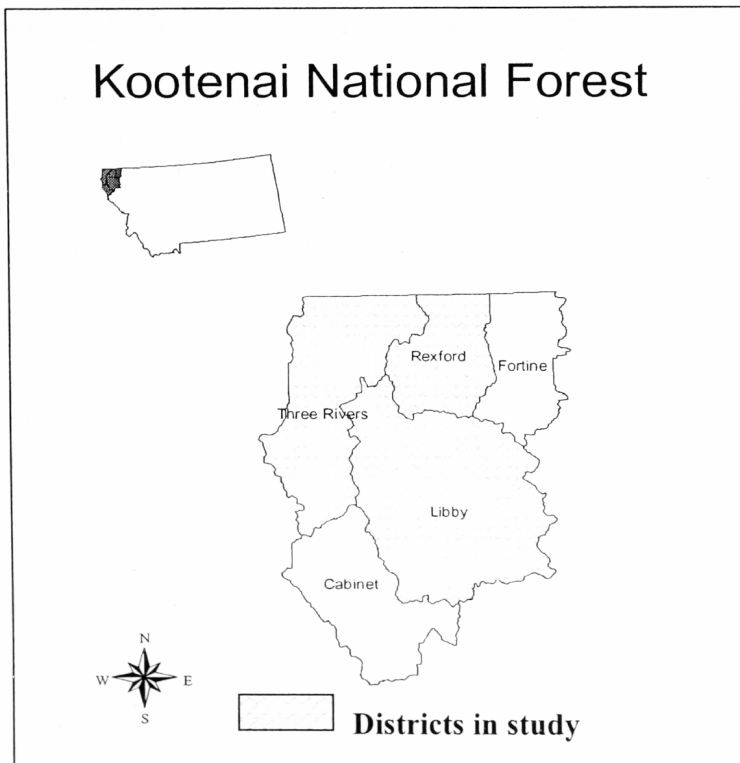 Kootenai National Forest
Rexford
Fortine
Three Rivers
Libby
Cabinet
N
W E
S
Districts in study